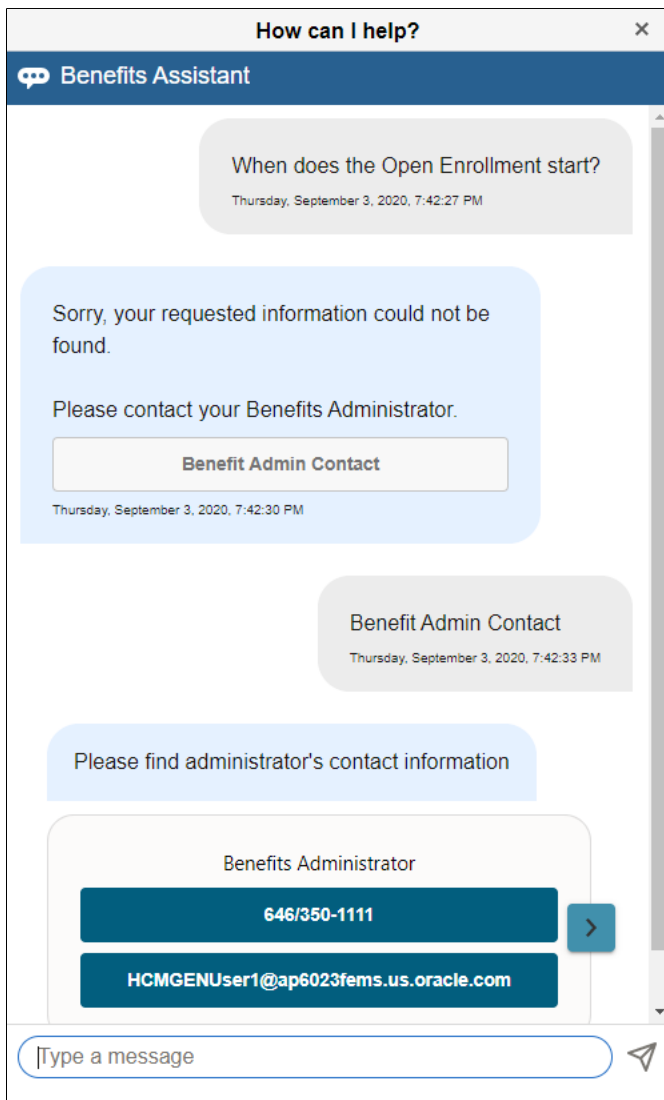 How can I help?
Benefits Assistant
When does the Open Enrollment start?
Thursday, September 3, 2020, 7:42:27 PM
Sorry, your requested information could not be
found.
Please contact your Benefits Administrator.
Benefit Admin Contact
Thursday, September 3, 2020, 7:42:30 PM
Benefit Admin Contact
Thursday, September 3, 2020, 7:42:33 PM
Please find administrator's contact information
Benefits Administrator
646/350-1111
HCMGENUser1@ap6023fems.us.oracle.com
Type a message